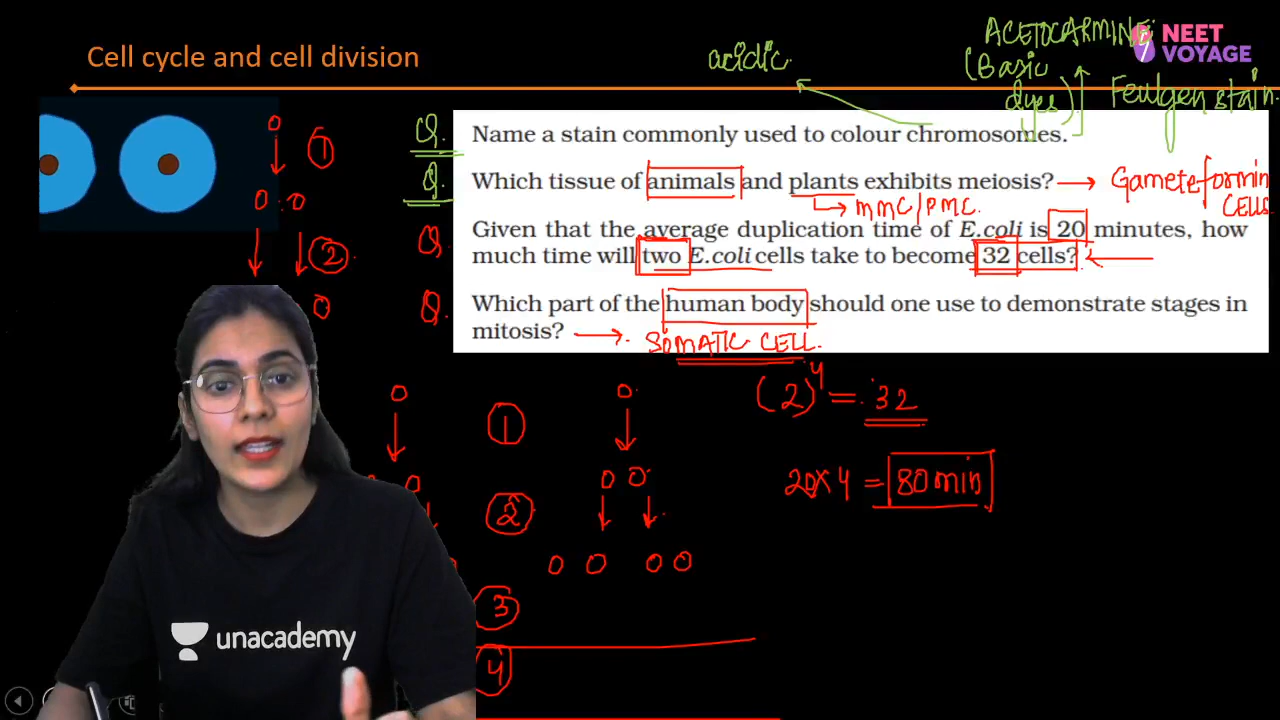 Cell cycle and cell division
NEET
VOYAGE
acidic
ACETOCARMINE
(Basic
dye)
Feulgen stain
Q. Name a stain commonly used to colour chromosomes.
Q. Which tissue of animals and plants exhibits meiosis?
Gamete forming
CELLS
MMC/PMC
Q. Given that the average duplication time of E.coli is 20 minutes, how
much time will two E.coli cells take to become 32 cells?
Q. Which part of the human body should one use to demonstrate stages in
mitosis?
SOMATIC CELL
1
2
1
2
3
4
(2)⁴ = 32
20×4 = 80 min
unacademy